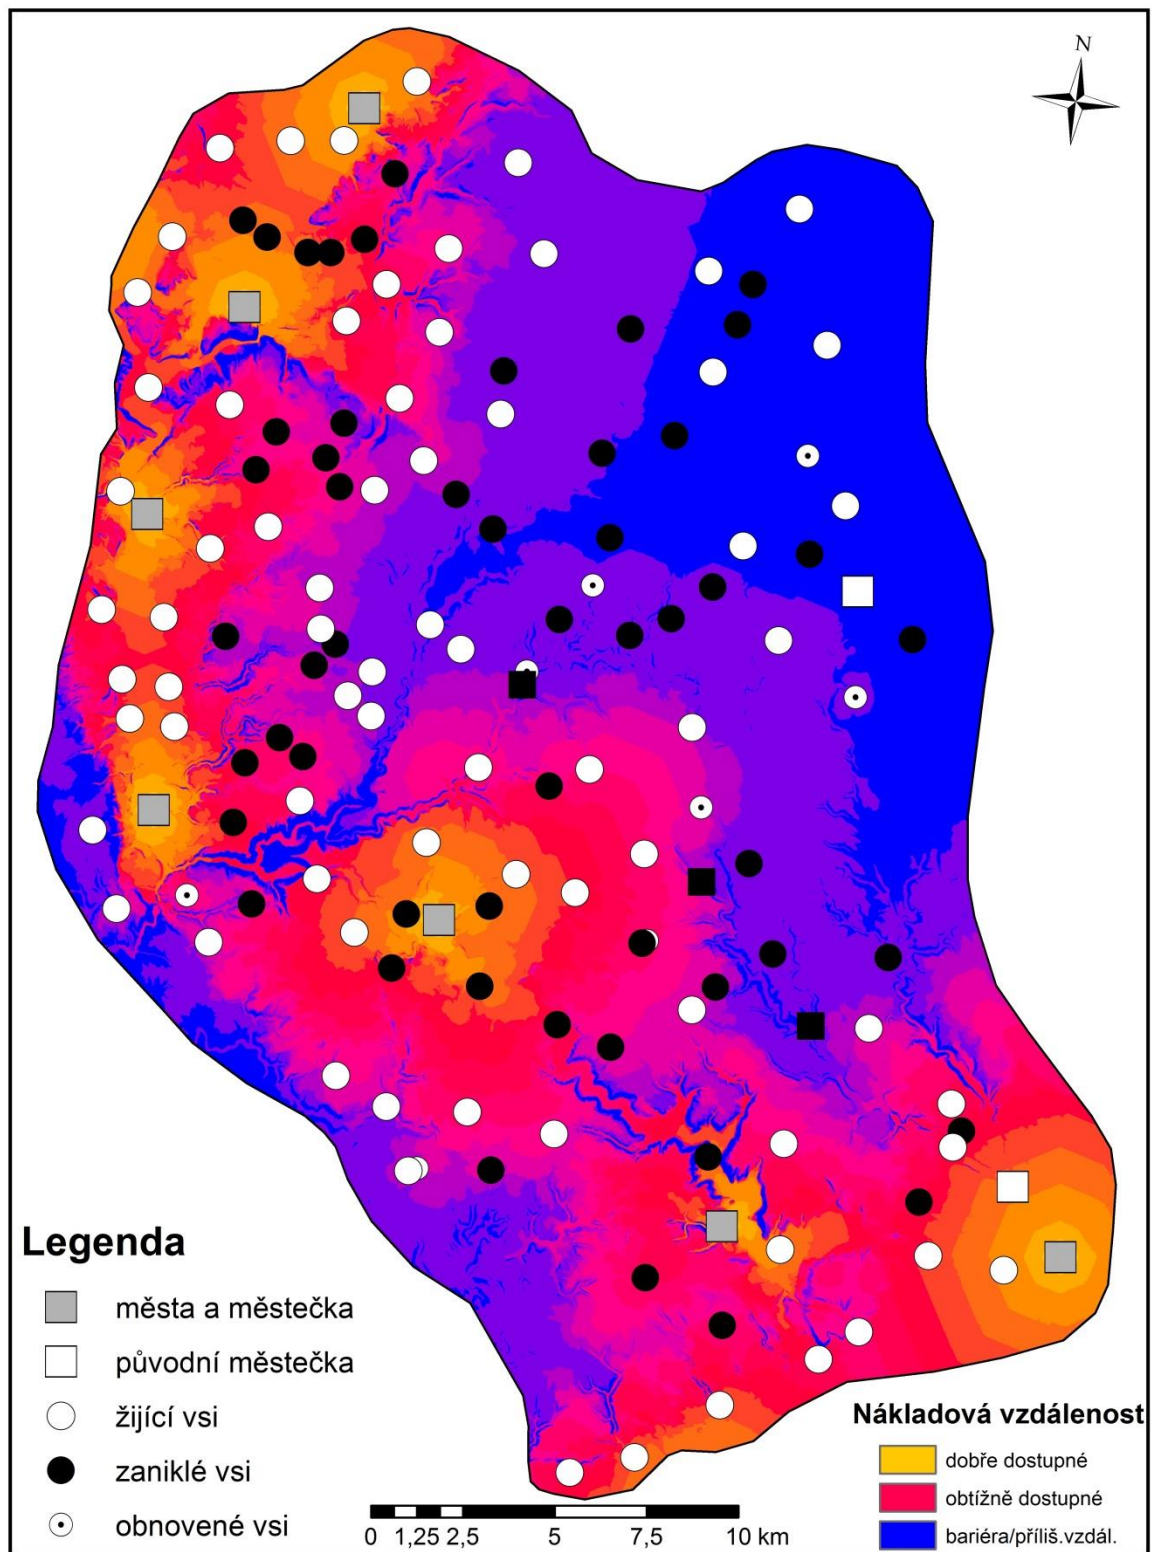 N
Legenda
města a městečka
původní městečka
žijící vsi
zaniklé vsi
obnovené vsi
0 1,25 2,5 5 7,5 10 km
Nákladová vzdálenost
dobře dostupné
obtížně dostupné
bariéra/příliš.vzdál.